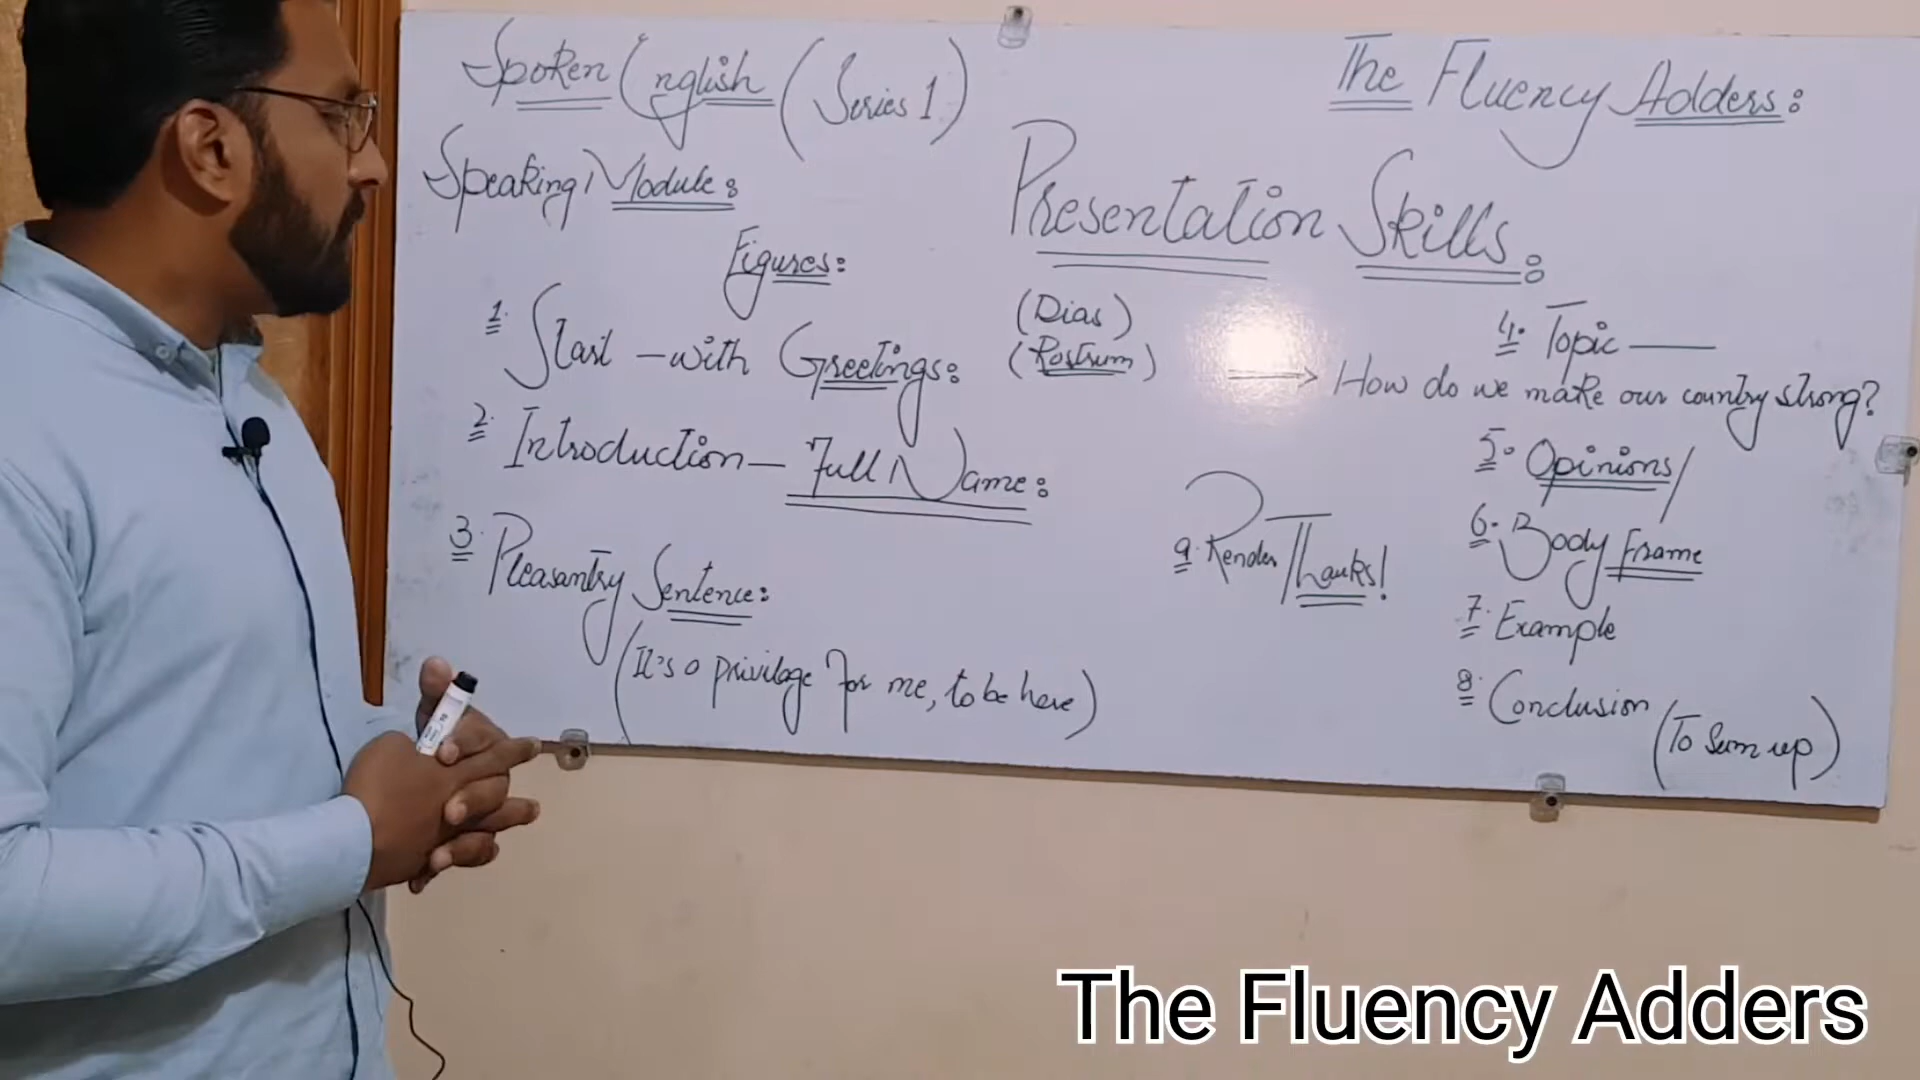 Spoken English (Series 1)
The Fluency Adders:
Speaking Module:
Presentation Skills:
Figures:
1. Start - with Greetings:
(Dias)
(Rostrum)
2. Introduction - Full Name:
3. Pleasantry Sentence:
(It's a privilage for me, to be here)
4. Topic
How do we make our country strong?
5. Opinions/
6. Body Frame
7. Example
8. Conclusion
(To Sum up)
9. Render Thanks!
The Fluency Adders